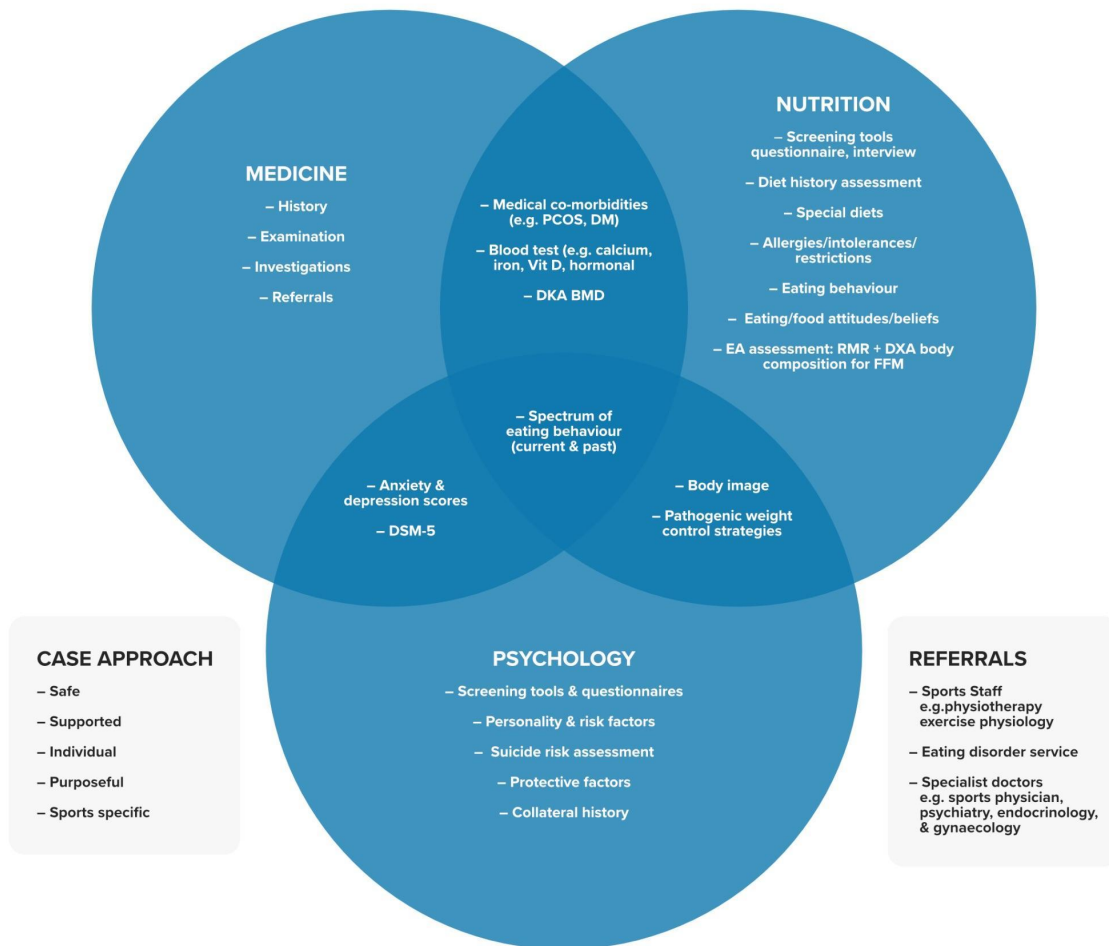 MEDICINE
– History
– Examination
– Investigations
– Referrals
– Medical co-morbidities
(e.g. PCOS, DM)
– Blood test (e.g. calcium,
iron, Vit D, hormonal
– DKA BMD
NUTRITION
– Screening tools
questionnaire, interview
– Diet history assessment
– Special diets
– Allergies/intolerances/
restrictions
– Eating behaviour
– Eating/food attitudes/beliefs
– EA assessment: RMR + DXA body
composition for FFM
– Spectrum of
eating behaviour
(current & past)
– Anxiety &
depression scores
– DSM-5
– Body image
– Pathogenic weight
control strategies
PSYCHOLOGY
– Screening tools & questionnaires
– Personality & risk factors
– Suicide risk assessment
– Protective factors
– Collateral history
CASE APPROACH
– Safe
– Supported
– Individual
– Purposeful
– Sports specific
REFERRALS
– Sports Staff
e.g.physiotherapy
exercise physiology
– Eating disorder service
– Specialist doctors
e.g. sports physician,
psychiatry, endocrinology,
& gynaecology